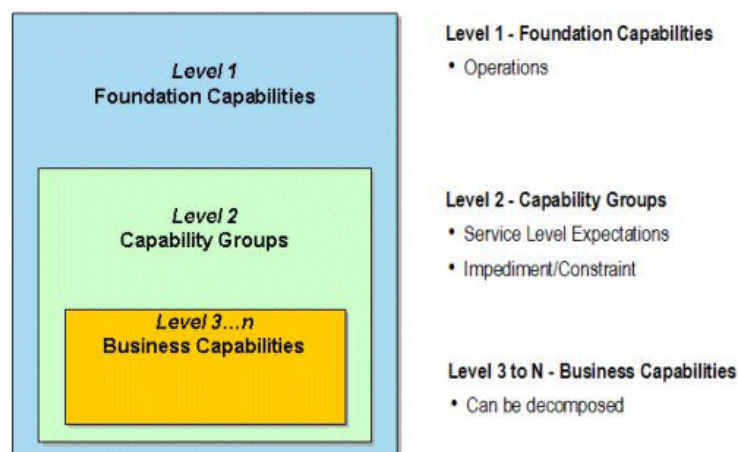 Level 1
Foundation Capabilities
Level 2
Capability Groups
Level 3...n
Business Capabilities
Level 1 - Foundation Capabilities
• Operations
Level 2 - Capability Groups
• Service Level Expectations
• Impediment/Constraint
Level 3 to N - Business Capabilities
• Can be decomposed